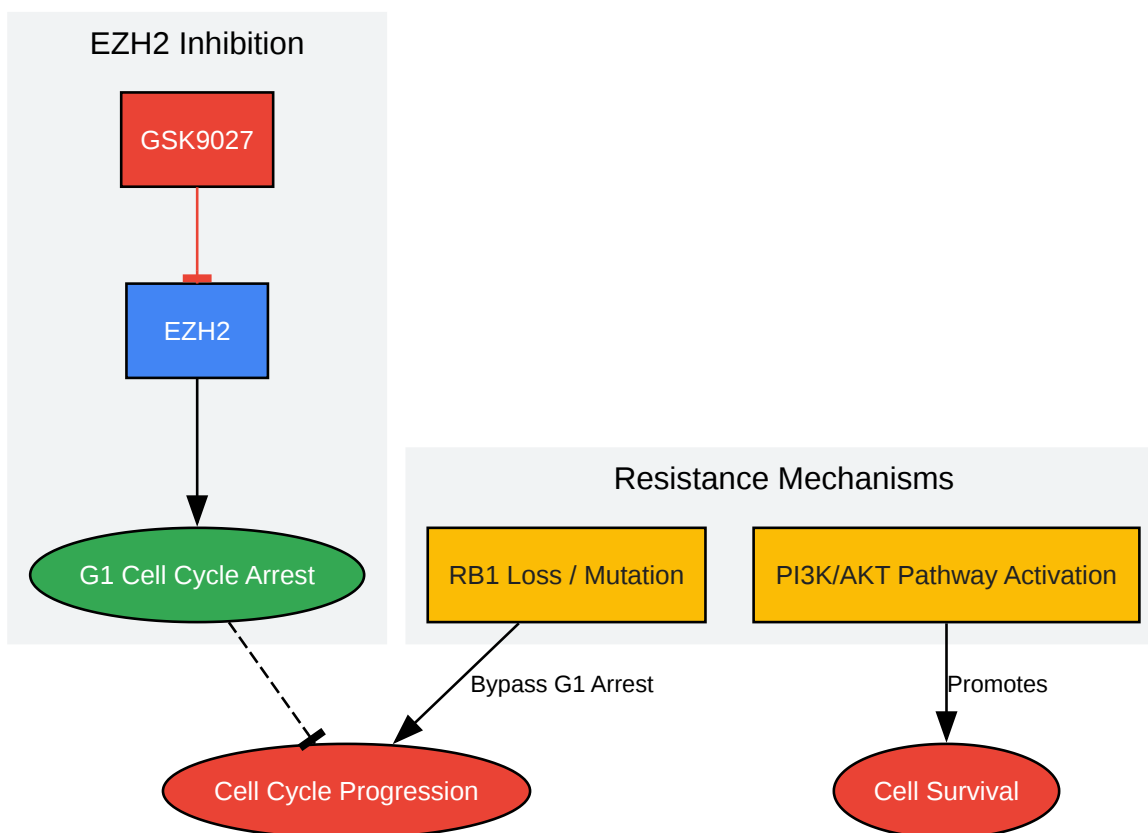 EZH2 Inhibition
GSK9027
EZH2
G1 Cell Cycle Arrest
Resistance Mechanisms
RB1 Loss / Mutation
PI3K/AKT Pathway Activation
Bypass G1 Arrest
Promotes
Cell Cycle Progression
Cell Survival